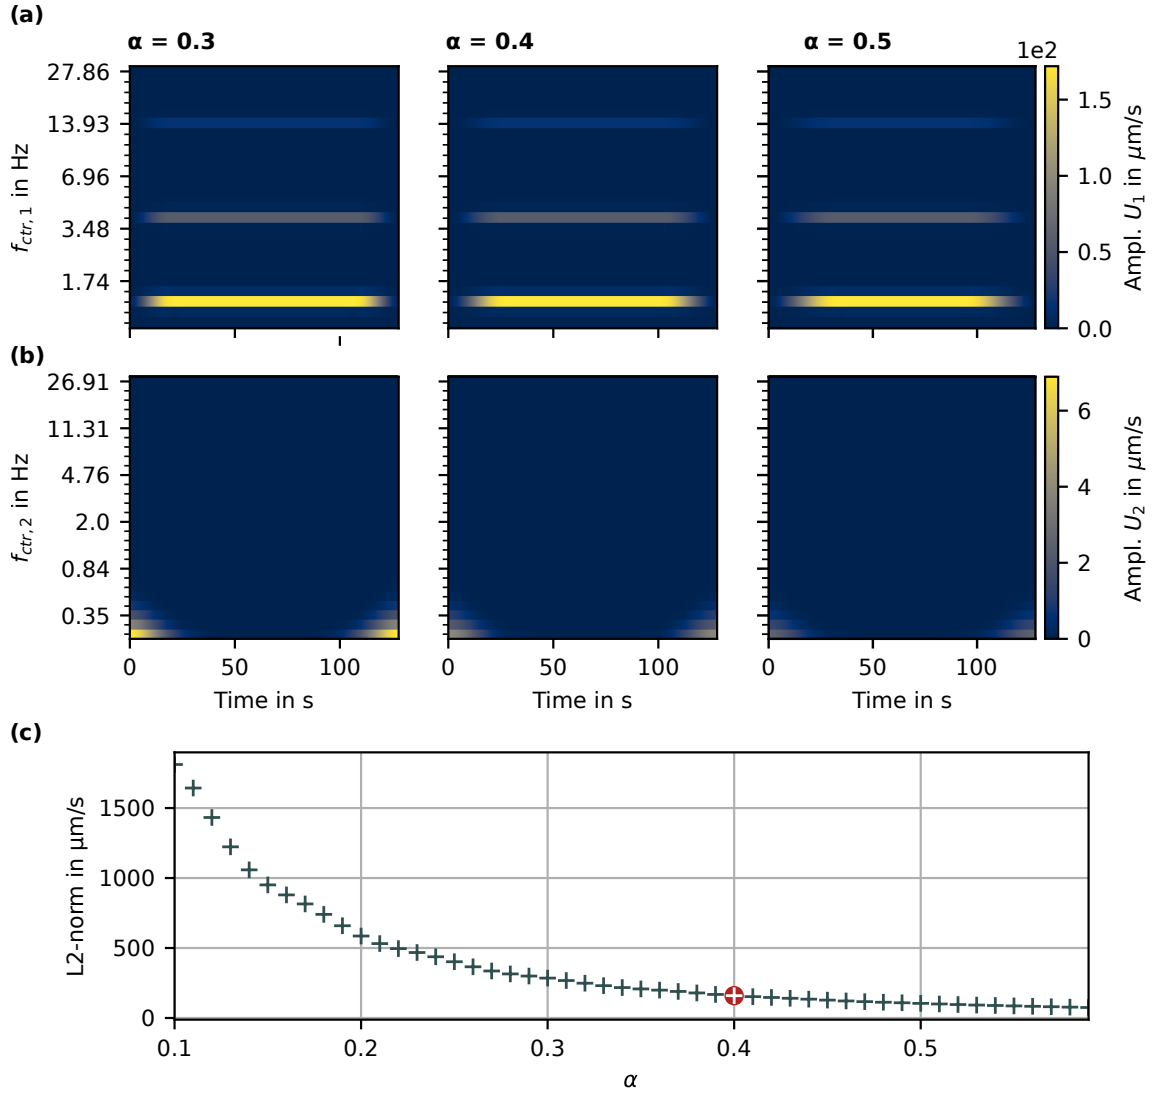 (a)
α = 0.3 α = 0.4 α = 0.5 1e2
27.86
13.93
6.96
3.48
1.74
f_ctr,1 in Hz
1.5
1.0
0.5
0.0
Ampl. U_1 in μm/s
(b)
26.91
11.31
4.76
2.0
0.84
0.35
f_ctr,2 in Hz
6
4
2
0
Ampl. U_2 in μm/s
0 50 100 0 50 100 0 50 100
Time in s Time in s Time in s
(c)
1500
1000
500
0
L2-norm in μm/s
0.1 0.2 0.3 0.4 0.5
α